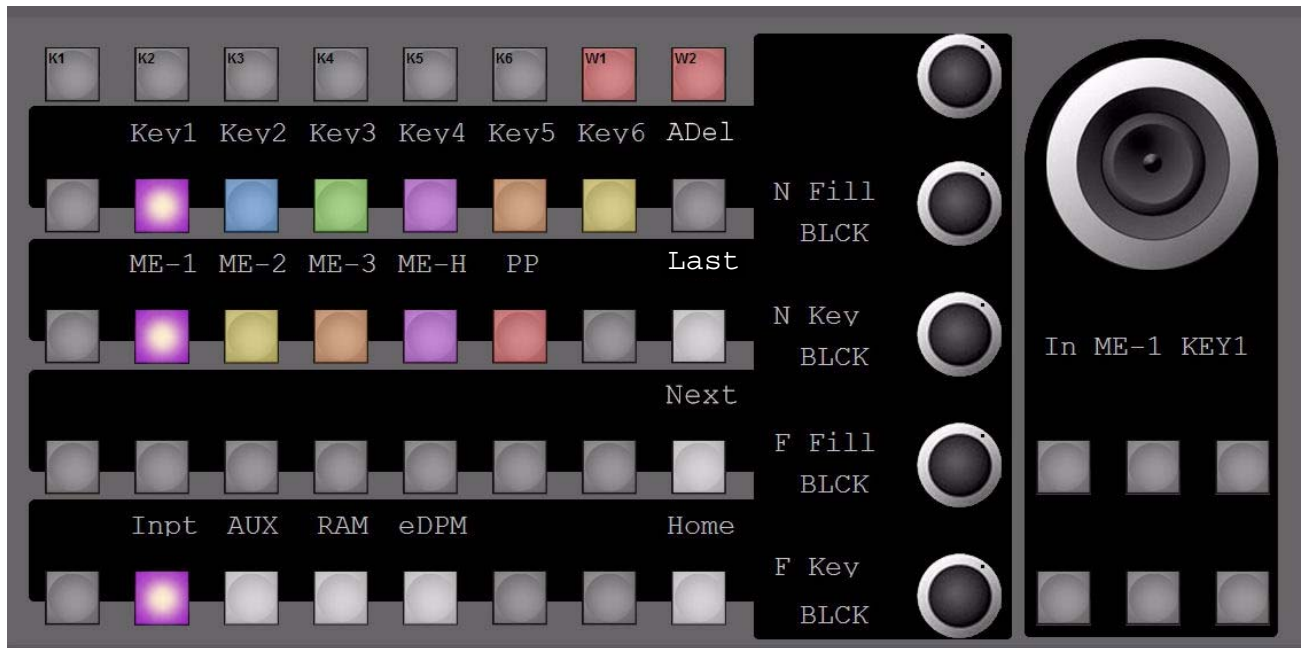 K1 K2 K3 K4 K5 K6 W1 W2
Key1 Key2 Key3 Key4 Key5 Key6 ADel
N Fill
BLCK
ME-1 ME-2 ME-3 ME-H PP Last
N Key
BLCK
In ME-1 KEY1
Next
F Fill
BLCK
Inpt AUX RAM eDPM Home
F Key
BLCK